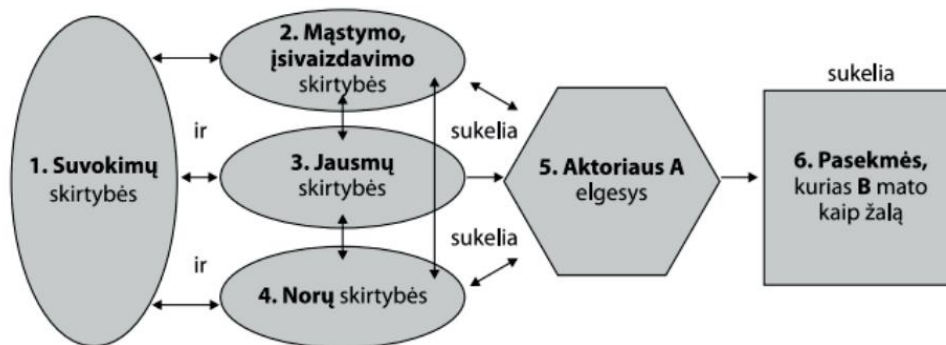 2. Mąstymo,
įsivaizdavimo
skirtybės
sukelia
ir
sukelia
1. Suvokimų
skirtybės
3. Jausmų
skirtybės
5. Aktoriaus A
elgesys
6. Pasekmės,
kurias B mato
kaip žalą
sukelia
ir
4. Norų skirtybės